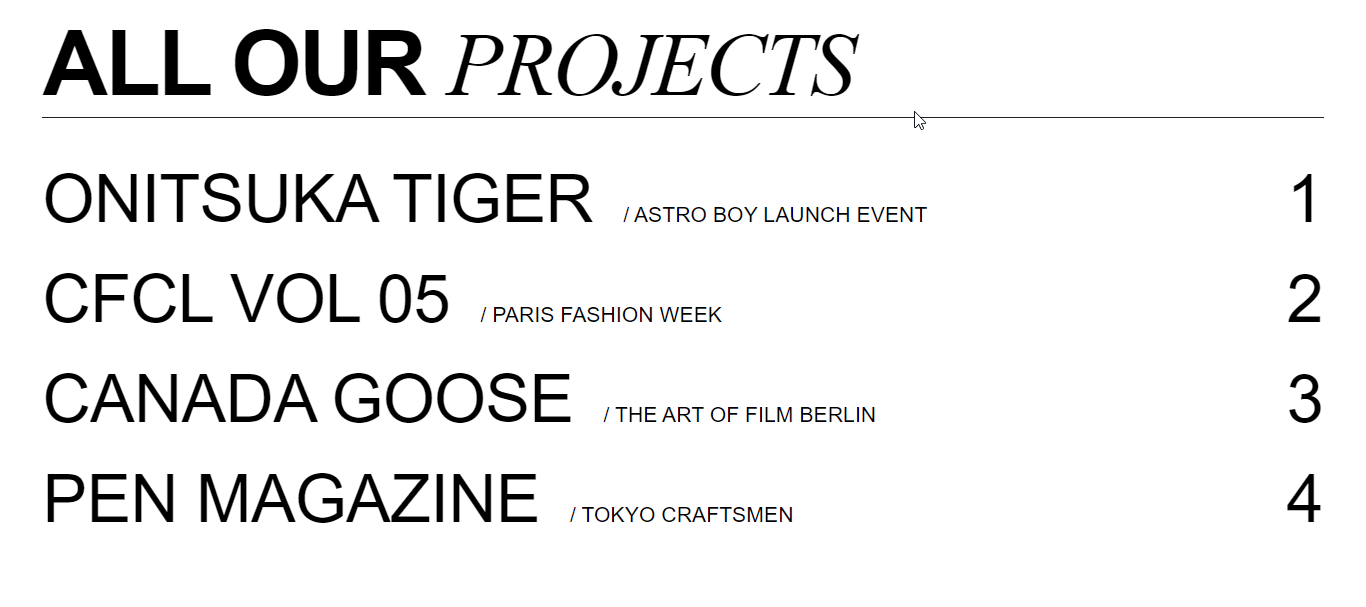 ALL OUR PROJECTS
ONITSUKA TIGER / ASTRO BOY LAUNCH EVENT 1
CFCL VOL 05 / PARIS FASHION WEEK 2
CANADA GOOSE / THE ART OF FILM BERLIN 3
PEN MAGAZINE / TOKYO CRAFTSMEN 4